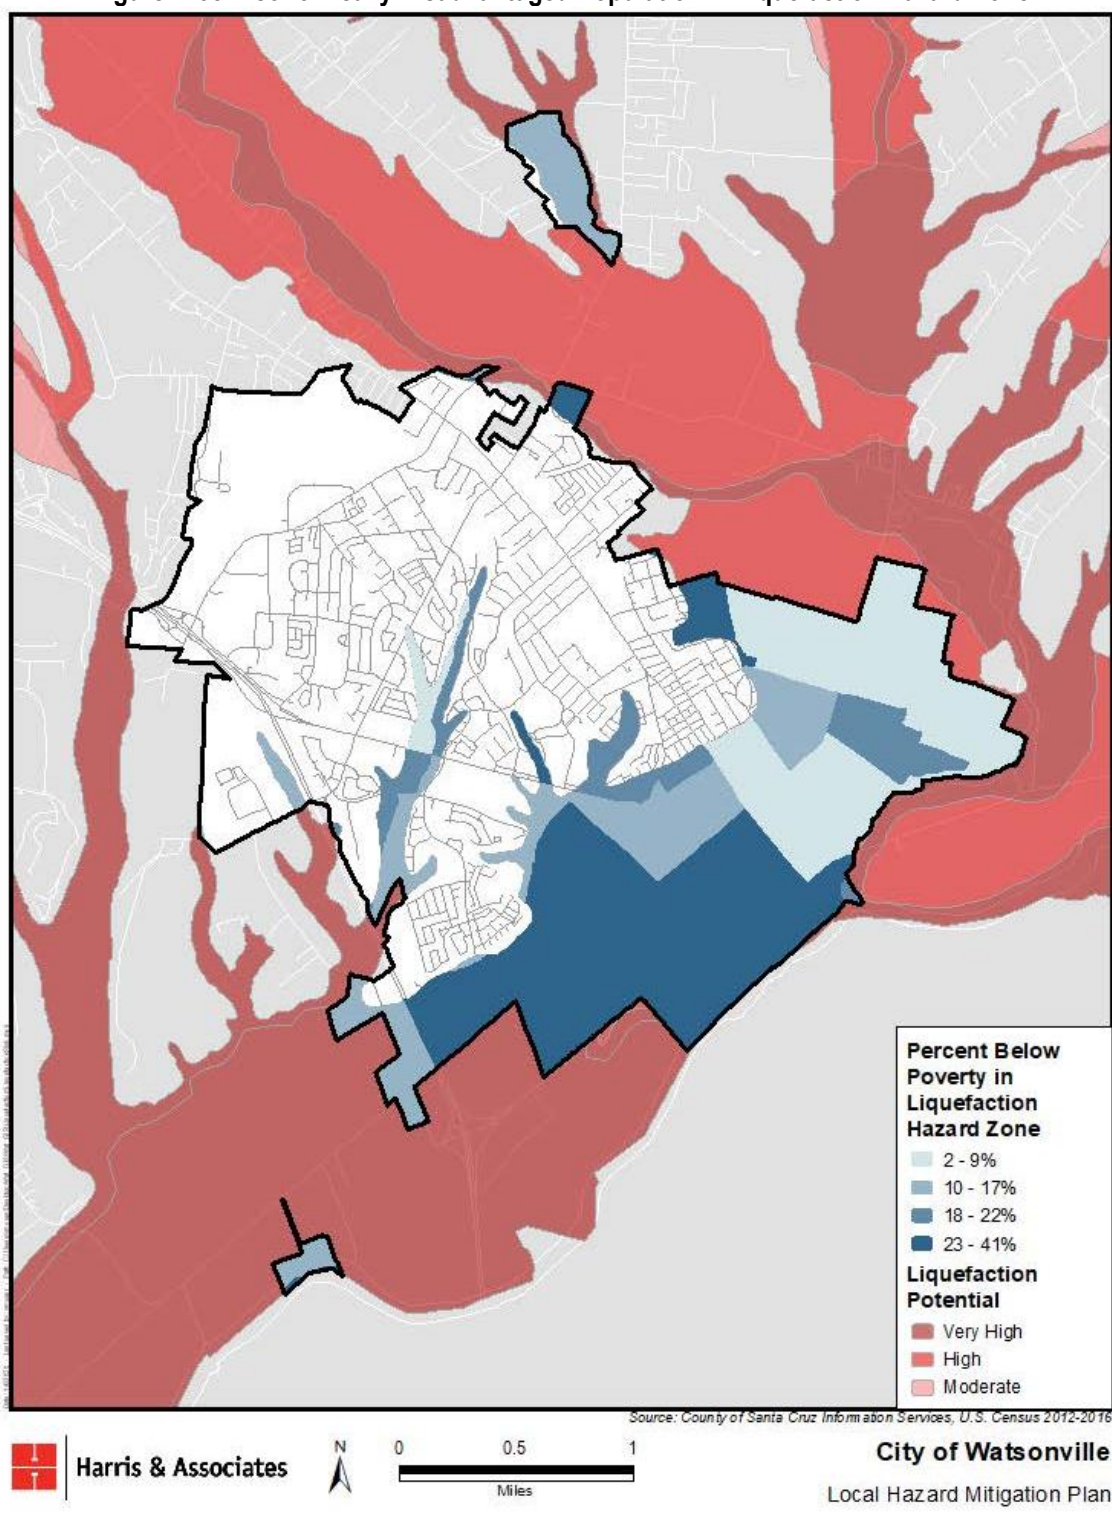 Percent Below
Poverty in
Liquefaction
Hazard Zone
2 - 9%
10 - 17%
18 - 22%
23 - 41%
Liquefaction
Potential
Very High
High
Moderate
Source: County of Santa Cruz Information Services, U.S. Census 2012-2016
Harris & Associates
N
0 0.5 1
Miles
City of Watsonville
Local Hazard Mitigation Plan